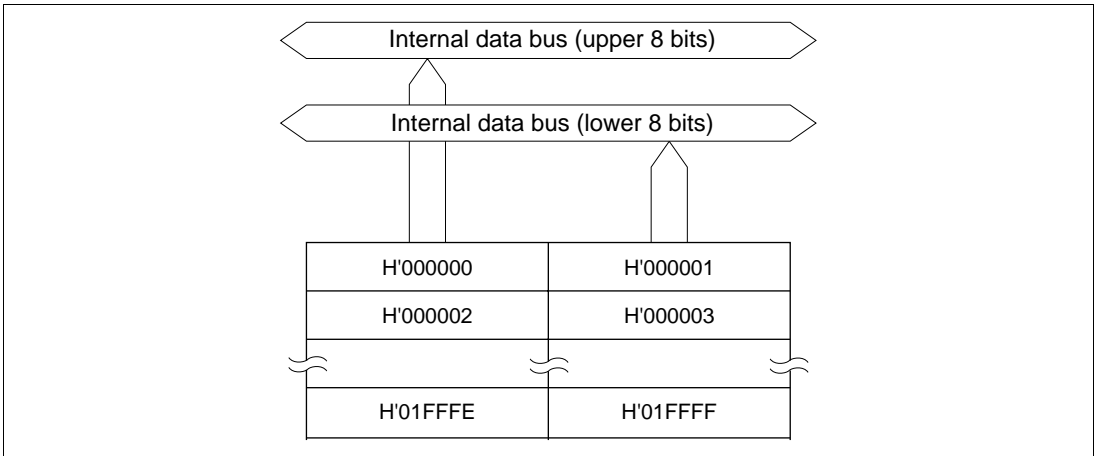 Internal data bus (upper 8 bits)
Internal data bus (lower 8 bits)
H'000000 H'000001
H'000002 H'000003
H'01FFFE H'01FFFF